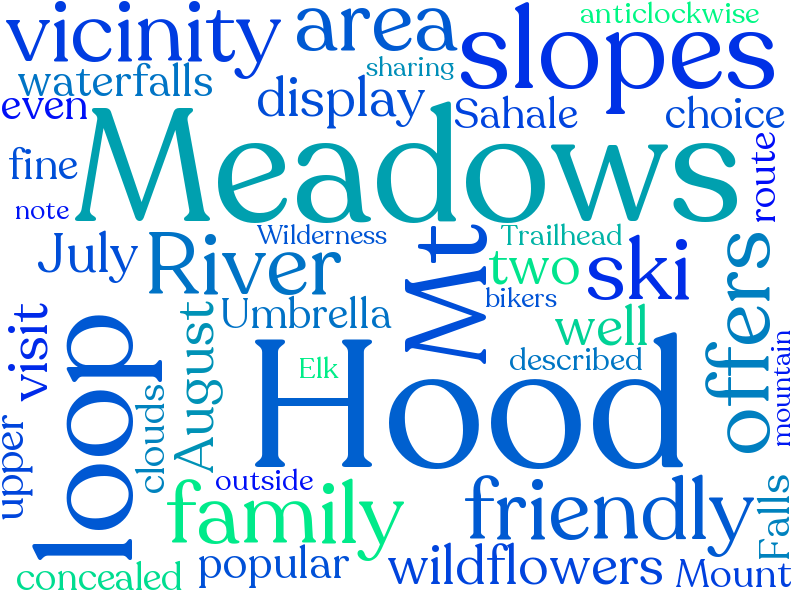 vicinity
area
slopes
anticlockwise
sharing
waterfalls
display
even
Sahale
choice
Meadows
fine
note
route
July
River
Wilderness
Mt
Trailhead
two
ski
offers
bikers
Umbrella
well
visit
loop
August
Elk
described
Hood
mountain
clouds
upper
outside
family
friendly
Falls
concealed
popular
wildflowers
Mount